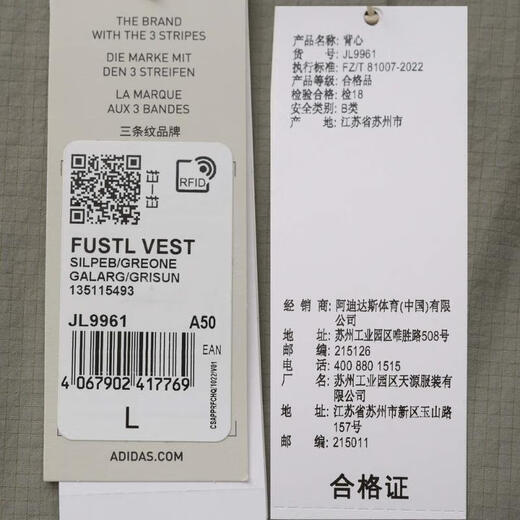 THE BRAND
WITH THE 3 STRIPES
DIE MARKE MIT
DEN 3 STREIFEN
LA MARQUE
AUX 3 BANDES
三条纹品牌
RFID
FUSTL VEST
SILPEB/GREONE
GALARG/GRISUN
135115493
JL9961 A50
EAN
4 067902 417769
L
ADIDAS.COM
产品名称: 背心
货 号: JL9961
执行标准: FZ/T 81007-2022
产品等级: 合格品
检验合格: 检18
安全类别: B类
产 地: 江苏省苏州市
经 销 商: 阿迪达斯体育(中国)有限
公司
地 址: 苏州工业园区唯胜路508号
邮 编: 215126
电 话: 400 880 1515
厂 名: 苏州工业园区天源服装有
限公司
地 址: 江苏省苏州市新区玉山路
157号
邮 编: 215011
合格证